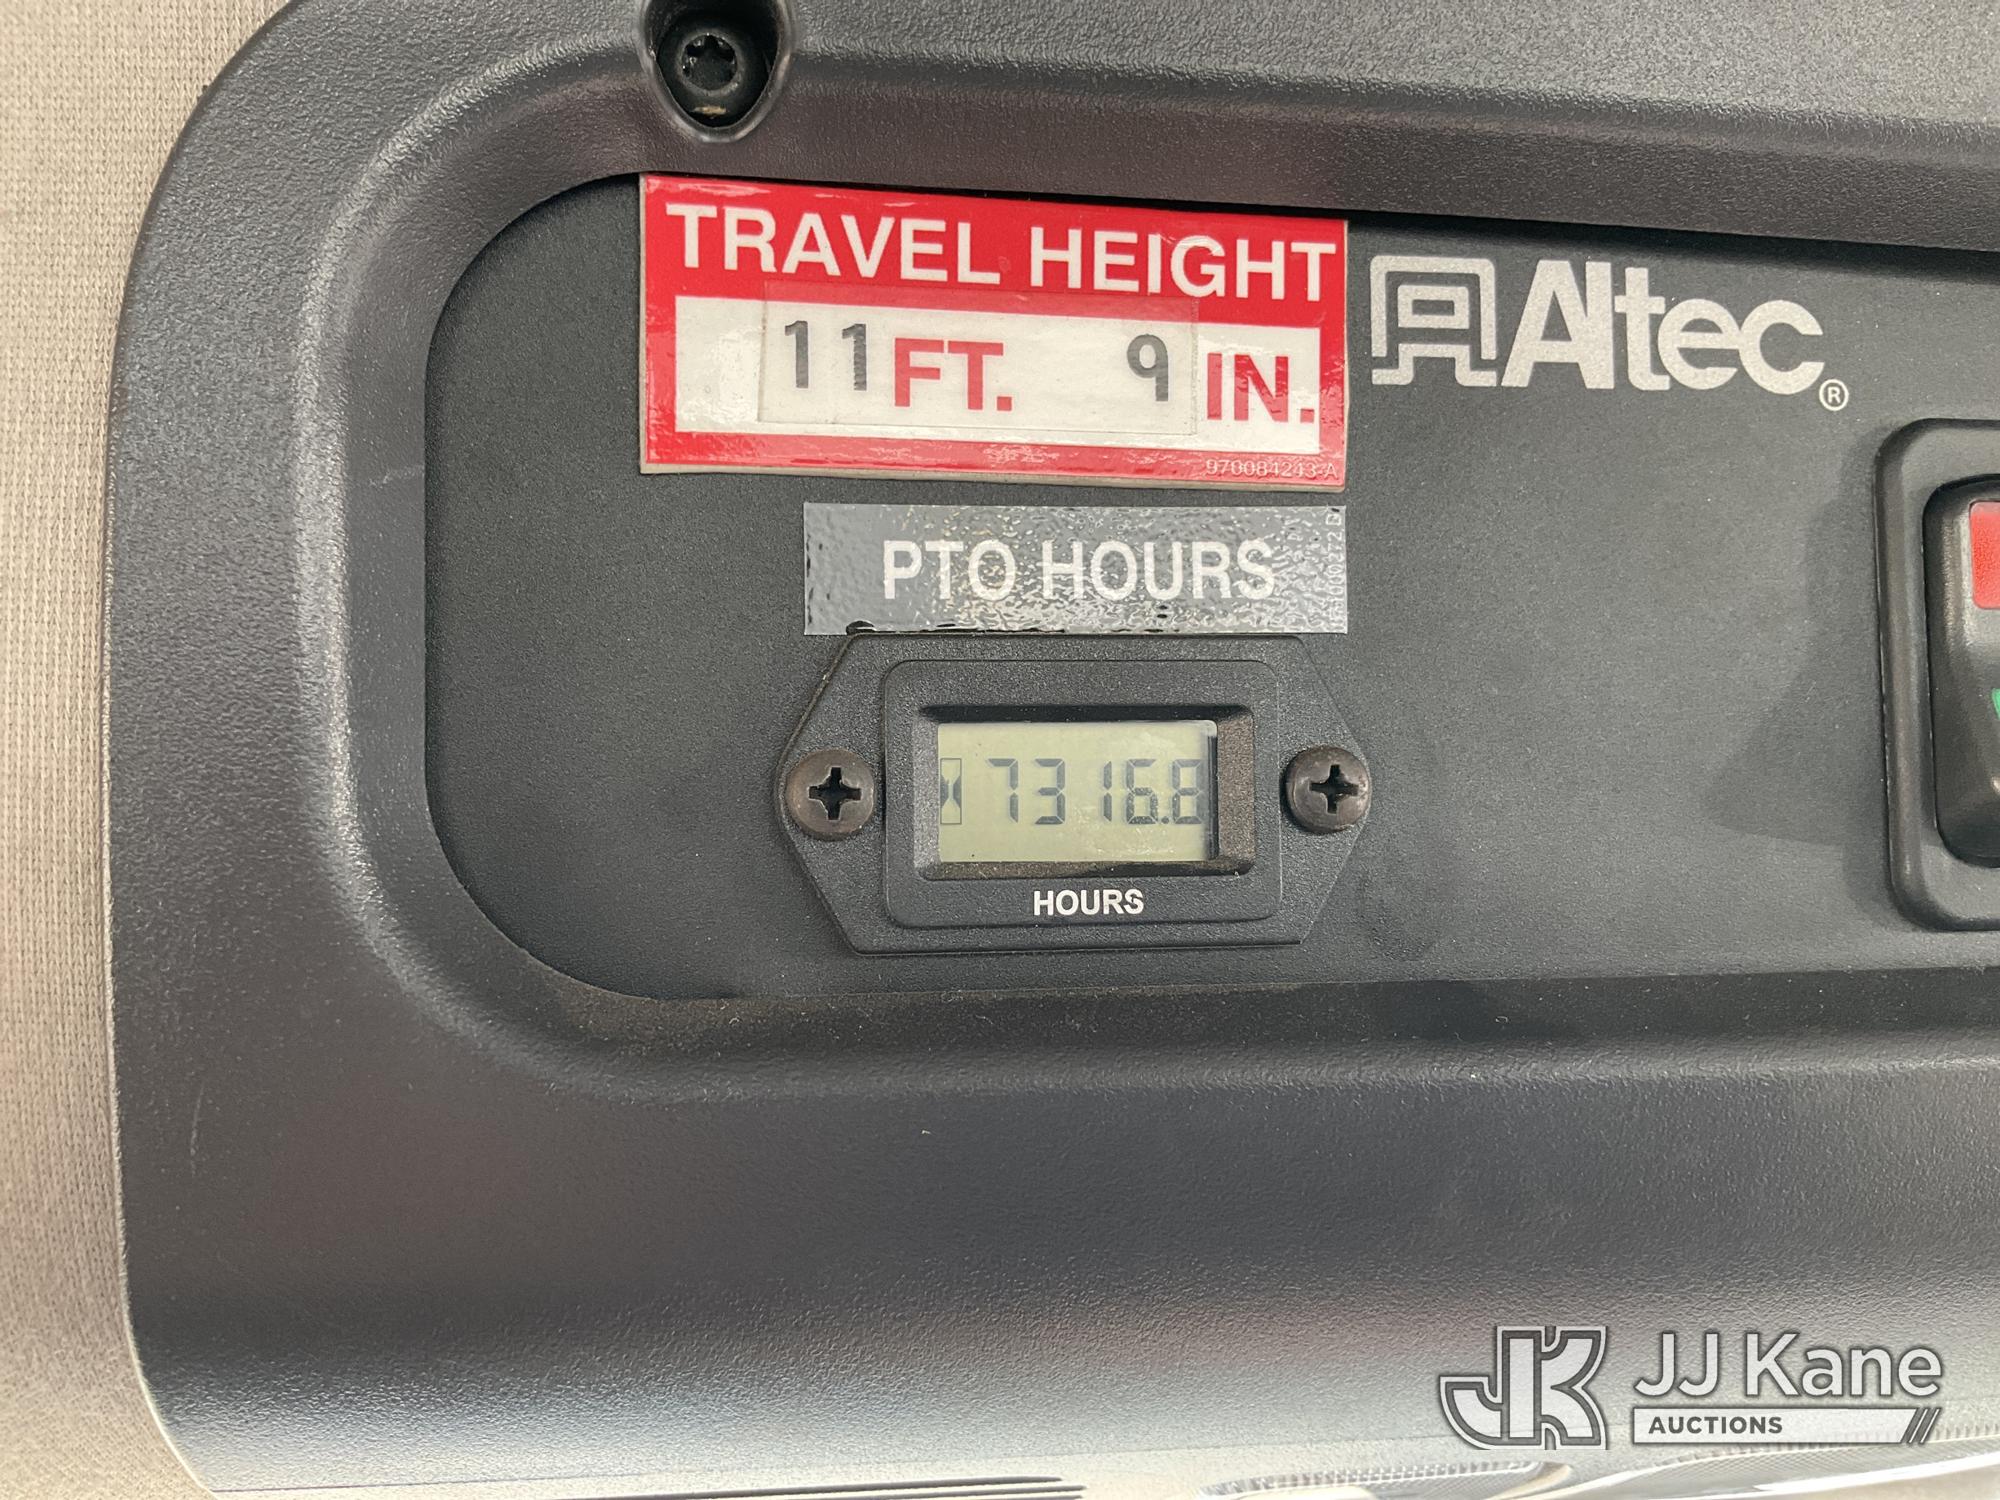 TRAVEL HEIGHT
11 FT. 9 IN.
970084243-A
Altec®
PTO HOURS
7316.8
HOURS
JJ Kane
AUCTIONS